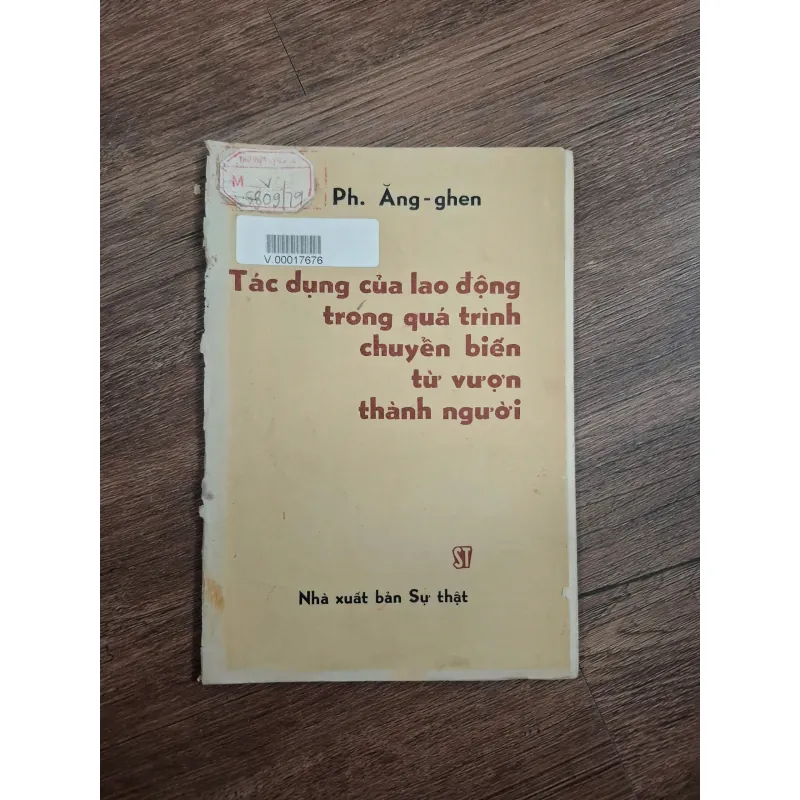 M V
6809/79
Ph. Ăng-ghen
V.00017676
Tác dụng của lao động
trong quá trình
chuyển biến
từ vượn
thành người
ST
Nhà xuất bản Sự thật